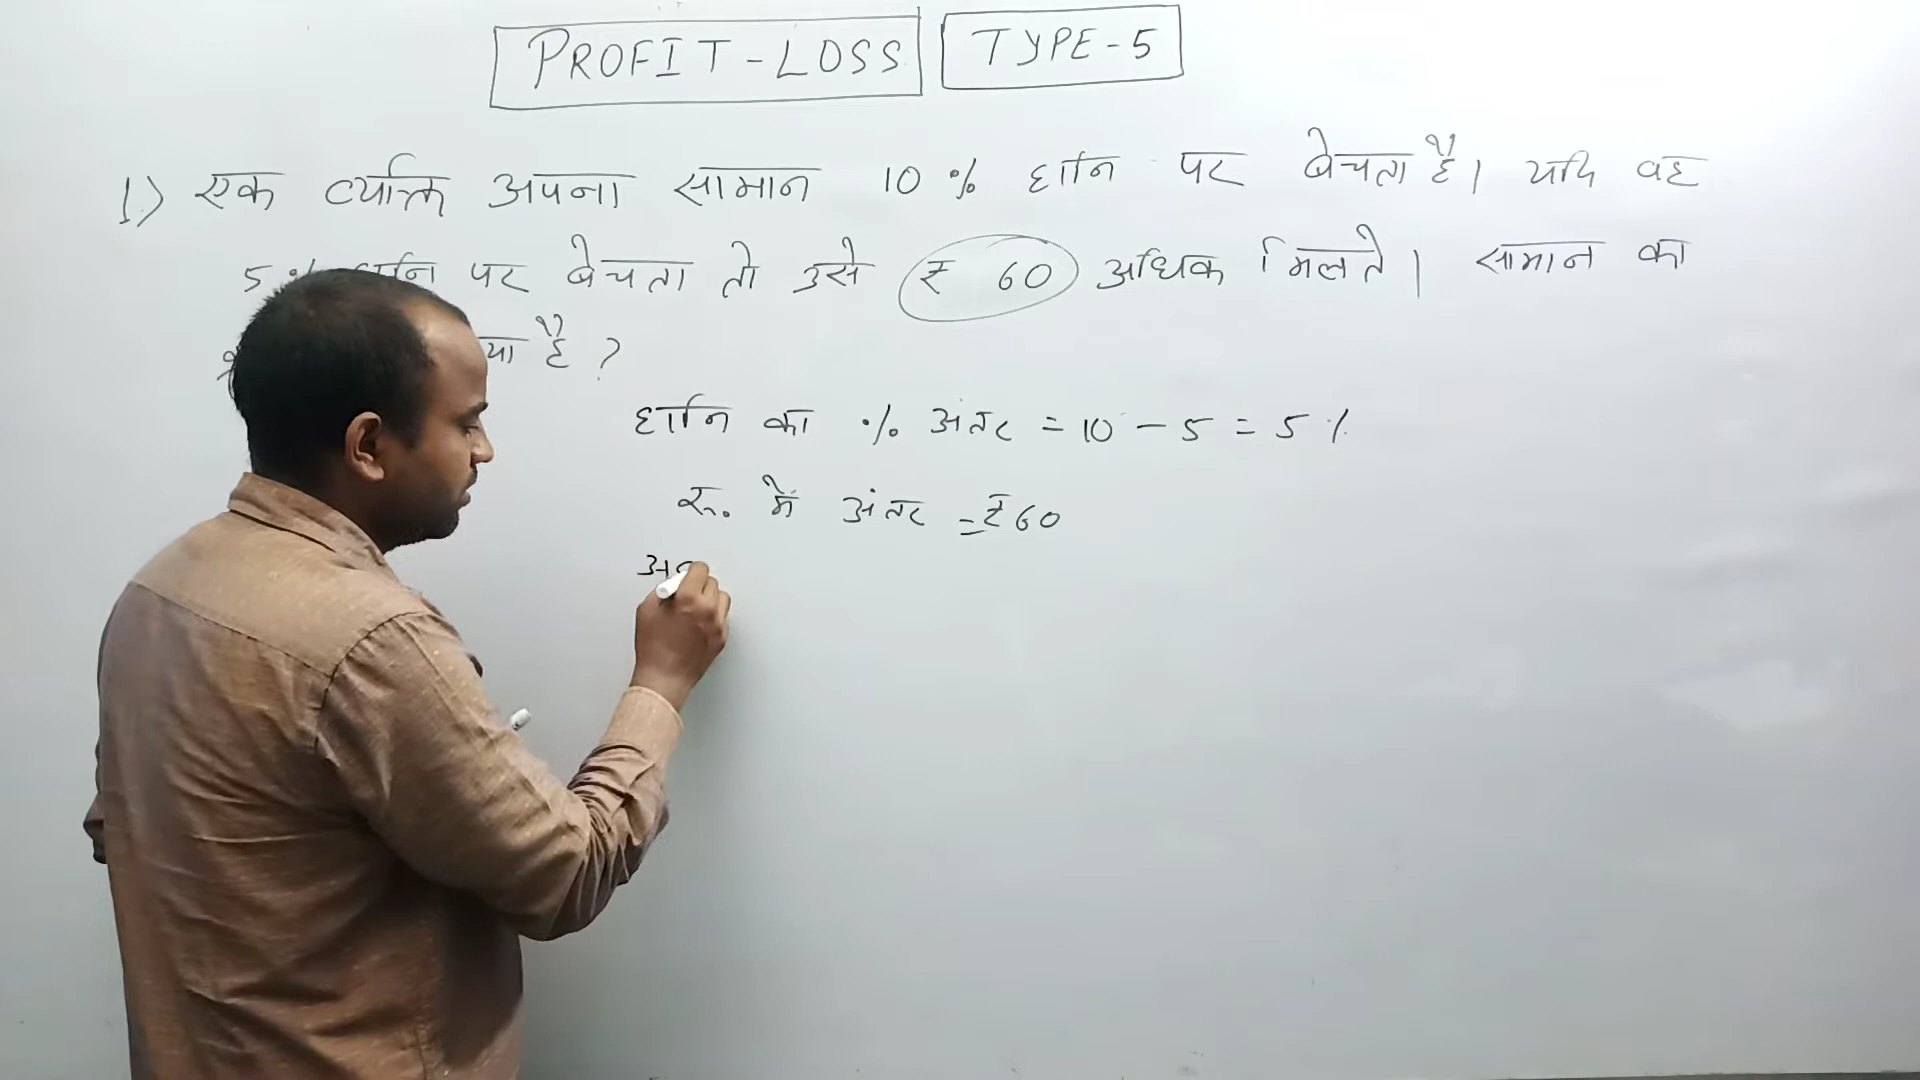 PROFIT-LOSS TYPE-5
1.) एक व्यक्ति अपना सामान 10 % हानि पर बेचता है। यदि वह
5 % हानि पर बेचता तो उसे ₹ 60 अधिक मिलते। सामान का
है ?
हानि का % अंतर = 10 - 5 = 5 %
रु. में अंतर = ₹ 60